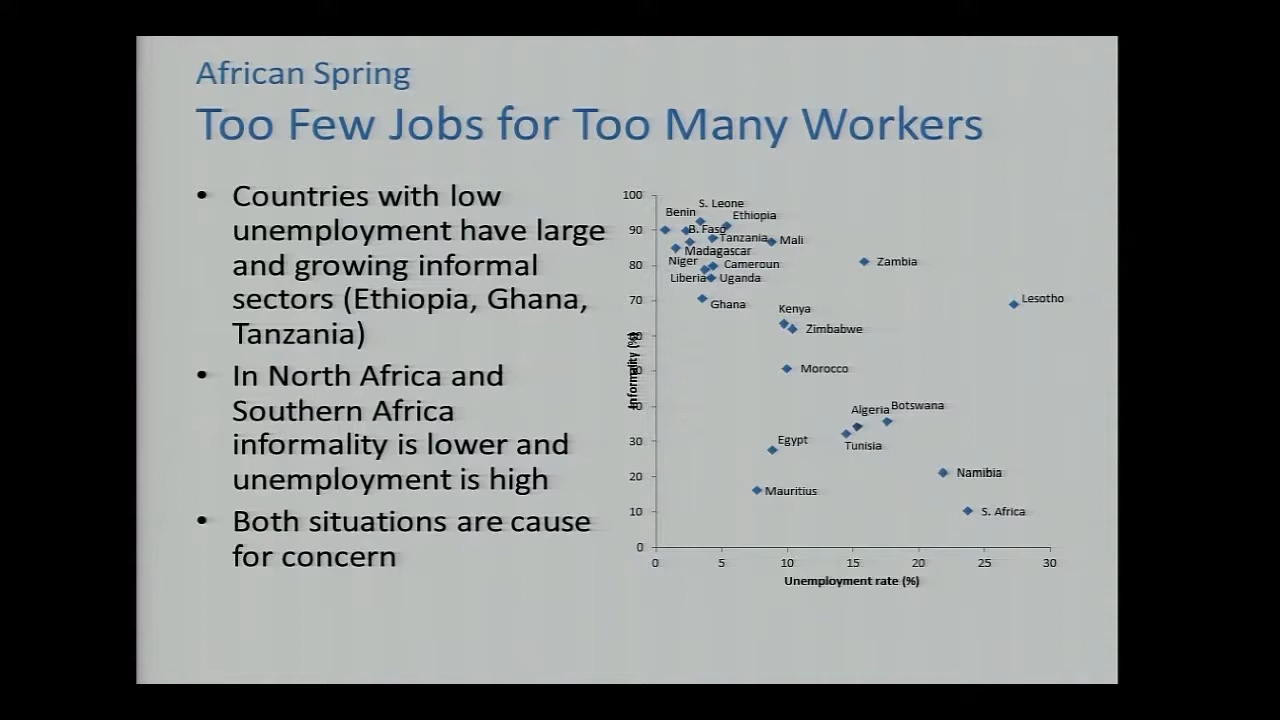 African Spring
Too Few Jobs for Too Many Workers
• Countries with low
unemployment have large
and growing informal
sectors (Ethiopia, Ghana,
Tanzania)
• In North Africa and
Southern Africa
informality is lower and
unemployment is high
• Both situations are cause
for concern
100
S. Leone
Benin
Ethiopia
90
B. Faso
Tanzania
Mali
Madagascar
80
Niger
Cameroun
Zambia
Liberia
Uganda
70
Ghana
Lesotho
Kenya
60
Zimbabwe
Informality (%)
50
Morocco
40
Algeria
Botswana
30
Egypt
Tunisia
20
Namibia
Mauritius
10
S. Africa
0
0 5 10 15 20 25 30
Unemployment rate (%)